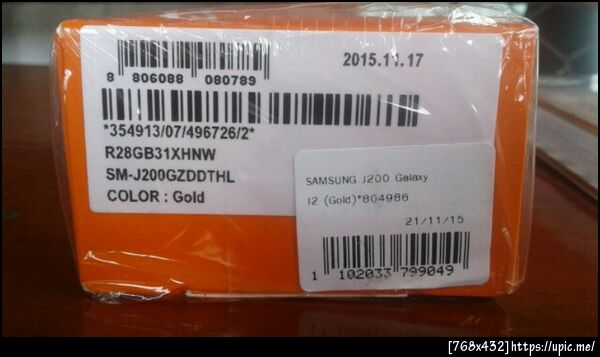 2015.11.17
8 806088 080789
*354913/07/496726/2*
R28GB31XHNW
SM-J200GZDDTHL
COLOR : Gold
SAMSUNG J200 Galaxy
J2 (Gold)*804986
21/11/15
1 102033 799049
[768x432]https://upic.me/